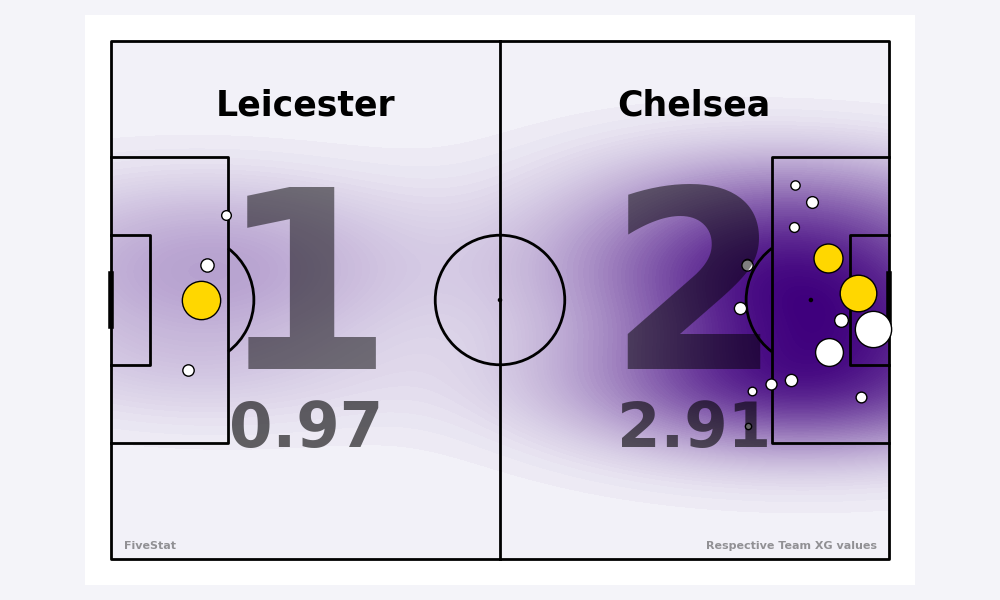 Leicester
Chelsea
1
2
0.97
2.91
FiveStat
Respective Team XG values